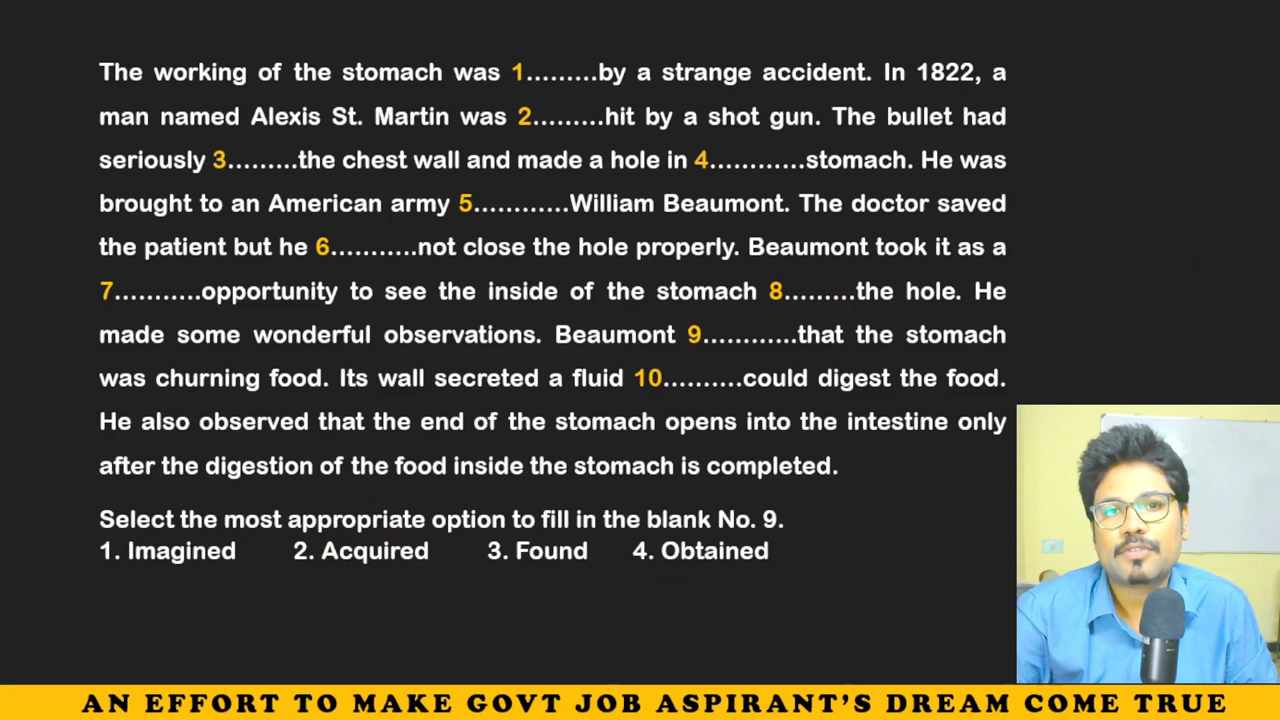 The working of the stomach was 1.........by a strange accident. In 1822, a
man named Alexis St. Martin was 2.........hit by a shot gun. The bullet had
seriously 3.........the chest wall and made a hole in 4............stomach. He was
brought to an American army 5............William Beaumont. The doctor saved
the patient but he 6...........not close the hole properly. Beaumont took it as a
7...........opportunity to see the inside of the stomach 8.........the hole. He
made some wonderful observations. Beaumont 9............that the stomach
was churning food. Its wall secreted a fluid 10..........could digest the food.
He also observed that the end of the stomach opens into the intestine only
after the digestion of the food inside the stomach is completed.
Select the most appropriate option to fill in the blank No. 9.
1. Imagined 2. Acquired 3. Found 4. Obtained
AN EFFORT TO MAKE GOVT JOB ASPIRANT'S DREAM COME TRUE